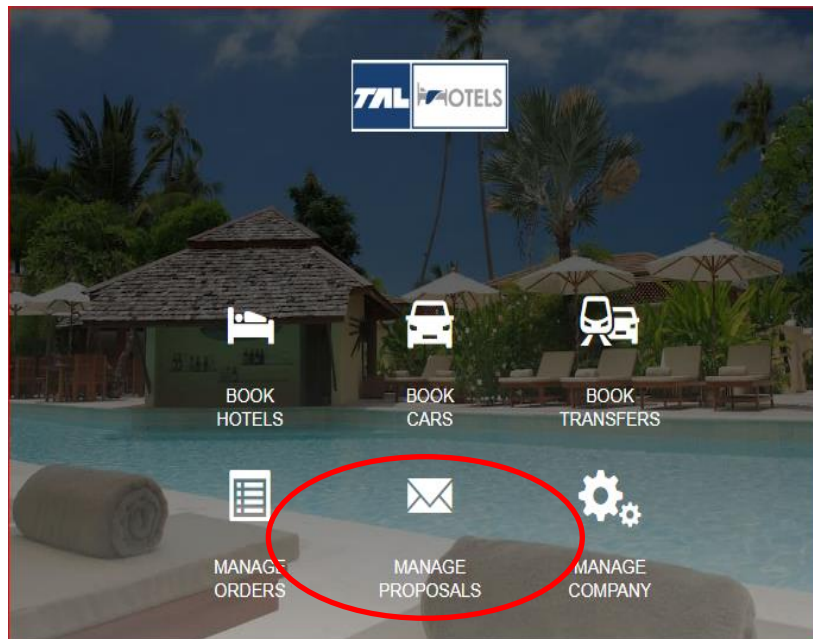 TAL HOTELS
BOOK
HOTELS
BOOK
CARS
BOOK
TRANSFERS
MANAGE
ORDERS
MANAGE
PROPOSALS
MANAGE
COMPANY